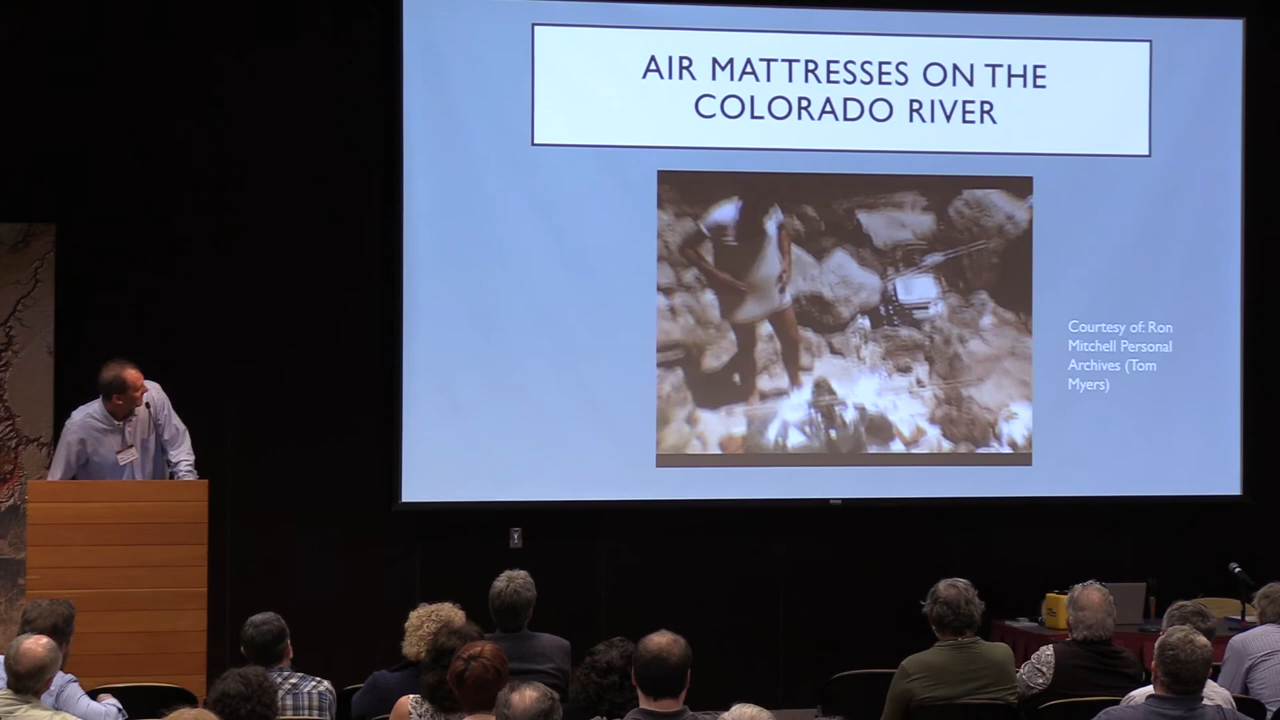 AIR MATTRESSES ON THE
COLORADO RIVER
Courtesy of: Ron
Mitchell Personal
Archives (Tom
Myers)